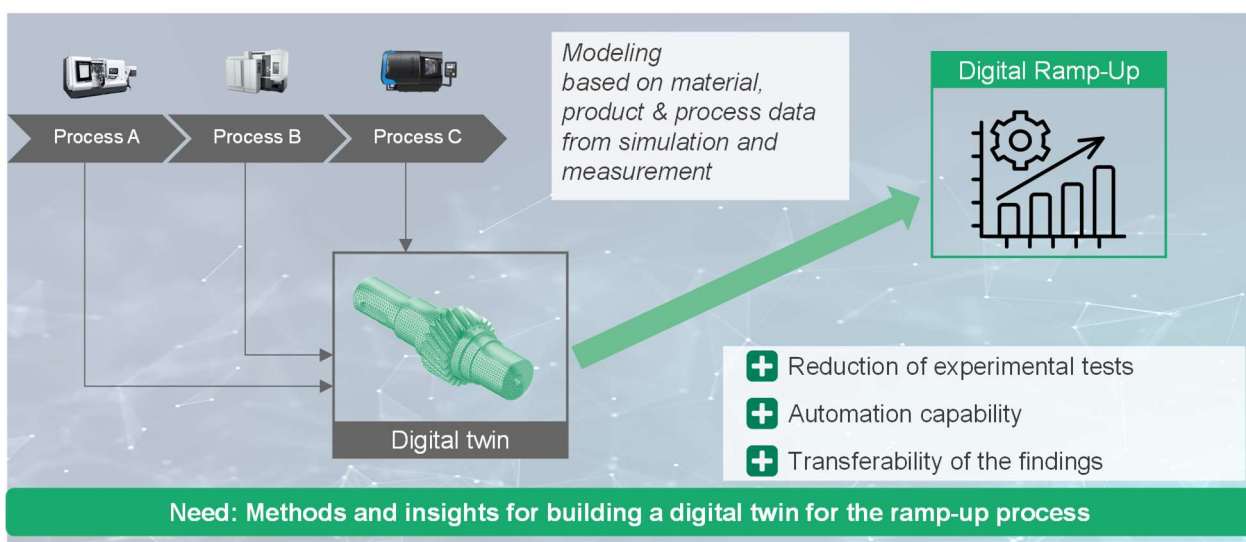 Process A
Process B
Process C
Modeling
based on material,
product & process data
from simulation and
measurement
Digital Ramp-Up
Digital twin
Reduction of experimental tests
Automation capability
Transferability of the findings
Need: Methods and insights for building a digital twin for the ramp-up process